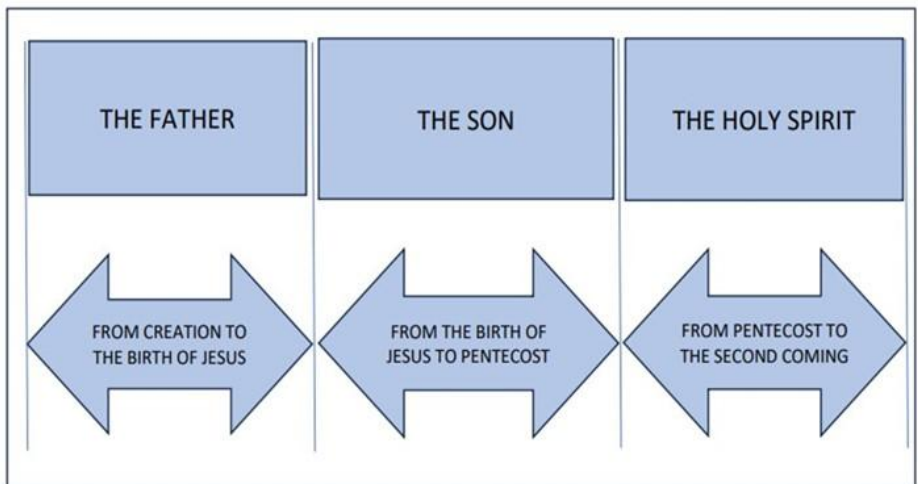 THE FATHER
THE SON
THE HOLY SPIRIT
FROM CREATION TO
THE BIRTH OF JESUS
FROM THE BIRTH OF
JESUS TO PENTECOST
FROM PENTECOST TO
THE SECOND COMING